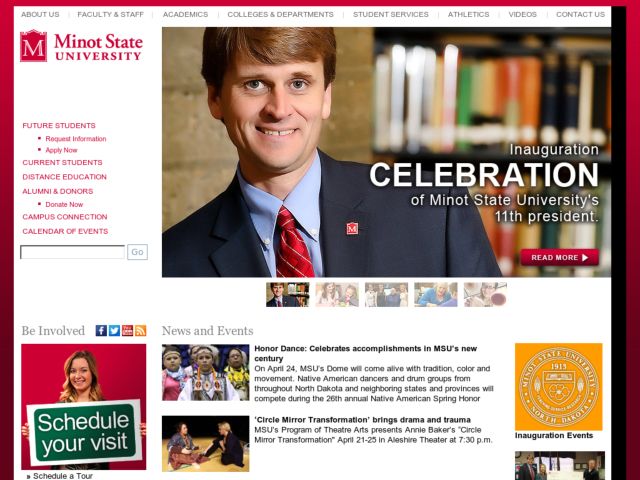 ABOUT US | FACULTY & STAFF | ACADEMICS | COLLEGES & DEPARTMENTS | STUDENT SERVICES | ATHLETICS | VIDEOS | CONTACT US
M
Minot State
UNIVERSITY
FUTURE STUDENTS
Request Information
Apply Now
CURRENT STUDENTS
DISTANCE EDUCATION
ALUMNI & DONORS
Donate Now
CAMPUS CONNECTION
CALENDAR OF EVENTS
Go
Inauguration
CELEBRATION
of Minot State University's
11th president.
READ MORE
Be Involved
News and Events
Schedule
your visit
» Schedule a Tour
Honor Dance: Celebrates accomplishments in MSU's new
century
On April 24, MSU's Dome will come alive with tradition, color and
movement. Native American dancers and drum groups from
throughout North Dakota and neighboring states and provinces will
compete during the 26th annual Native American Spring Honor
'Circle Mirror Transformation' brings drama and trauma
MSU's Program of Theatre Arts presents Annie Baker's "Circle
Mirror Transformation" April 21-25 in Aleshire Theater at 7:30 p.m.
MINOT STATE UNIVERSITY
1913
NORTH DAKOTA
Inauguration Events